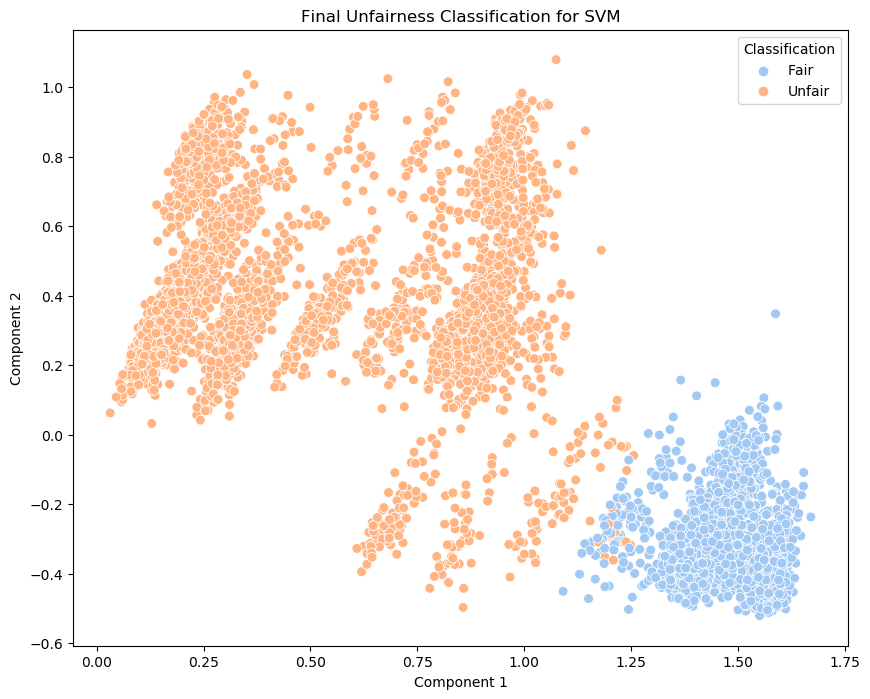 Final Unfairness Classification for SVM
Classification
Fair
Unfair
Component 2
1.0
0.8
0.6
0.4
0.2
0.0
−0.2
−0.4
−0.6
0.00 0.25 0.50 0.75 1.00 1.25 1.50 1.75
Component 1